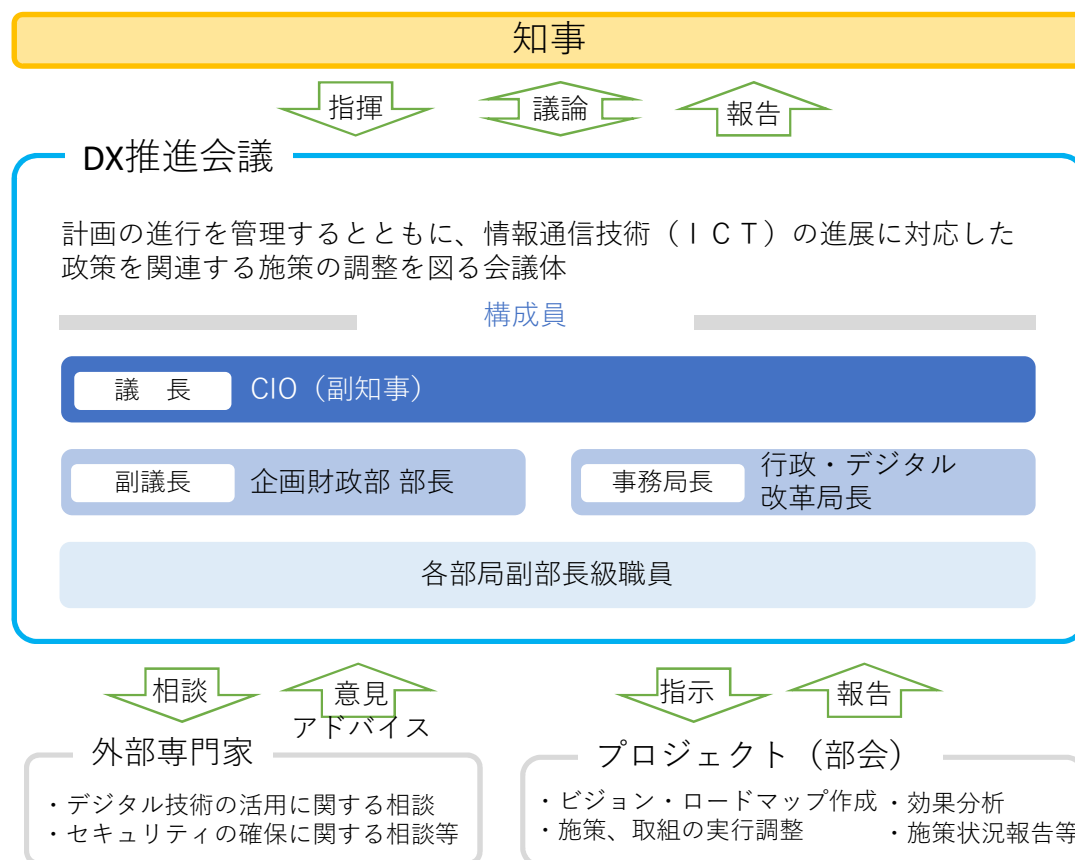 知事
指揮
議論
報告
DX推進会議
計画の進行を管理するとともに、情報通信技術（ＩＣＴ）の進展に対応した
政策を関連する施策の調整を図る会議体
構成員
議　長
CIO（副知事）
副議長
企画財政部 部長
事務局長
行政・デジタル
改革局長
各部局副部長級職員
相談
意見
アドバイス
指示
報告
外部専門家
・デジタル技術の活用に関する相談
・セキュリティの確保に関する相談等
プロジェクト（部会）
・ビジョン・ロードマップ作成
・施策、取組の実行調整
・効果分析
・施策状況報告等